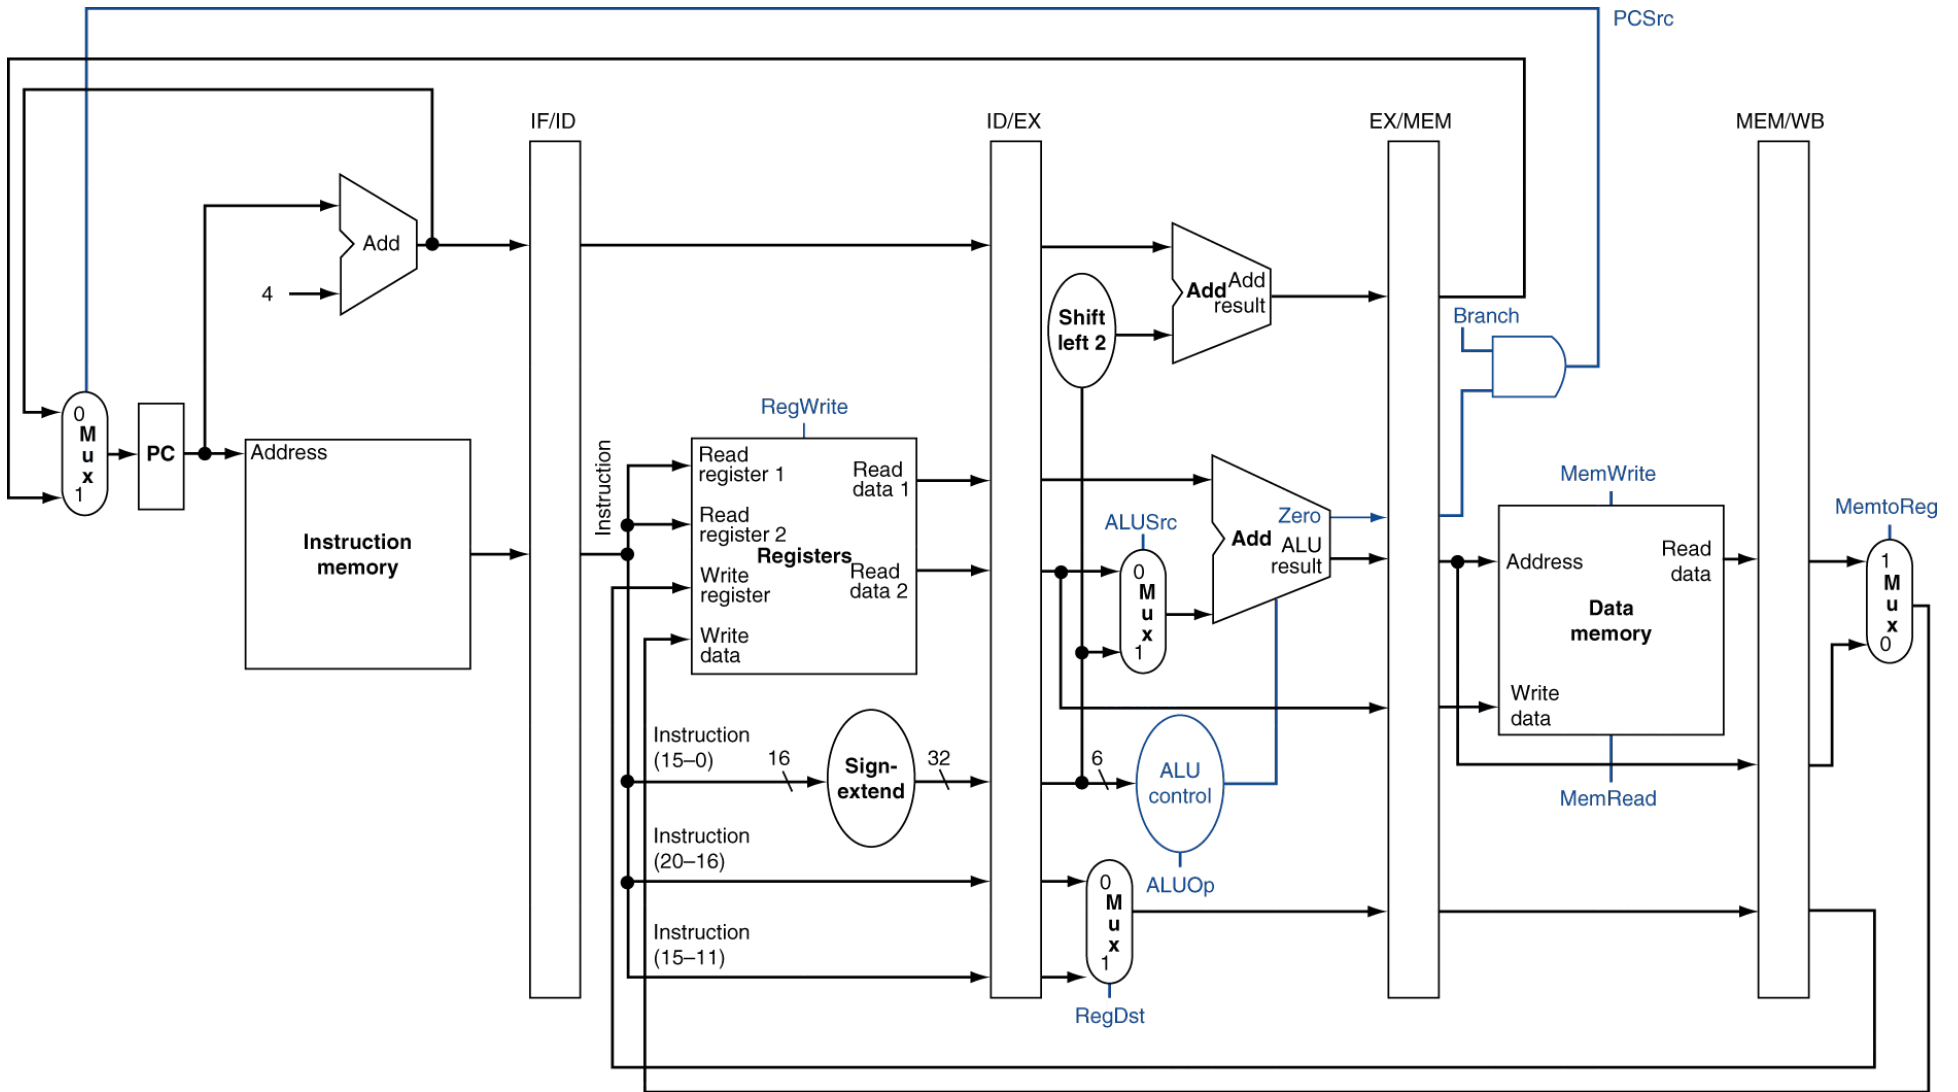 PCSrc
IF/ID
ID/EX
EX/MEM
MEM/WB
Add
4
Shift
left 2
Add
Add
result
Branch
0
M
u
x
1
PC
Address
Instruction
memory
Instruction
RegWrite
Read
register 1
Read
data 1
Read
register 2
Registers
Write
register
Read
data 2
Write
data
ALUSrc
0
M
u
x
1
Zero
Add
ALU
result
MemWrite
Address
Read
data
Data
memory
Write
data
MemRead
MemtoReg
1
M
u
x
0
Instruction
(15–0)
16
Sign-
extend
32
6
ALU
control
ALUOp
Instruction
(20–16)
Instruction
(15–11)
0
M
u
x
1
RegDst